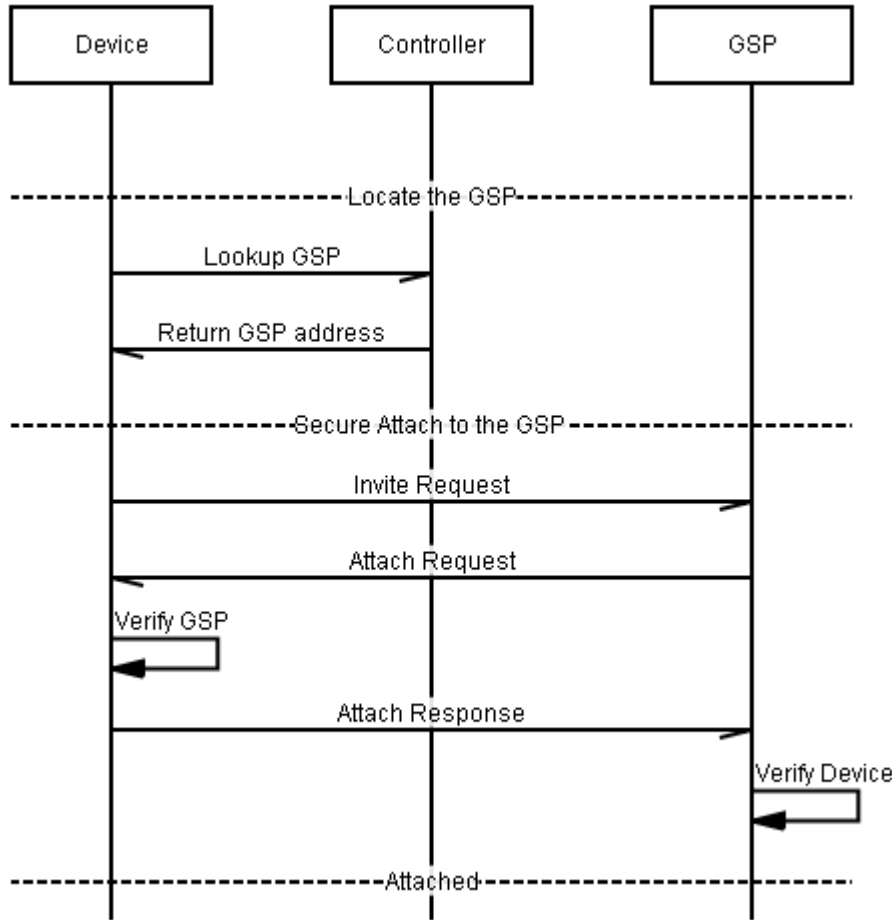 Device
Controller
GSP
Locate the GSP
Lookup GSP
Return GSP address
Secure Attach to the GSP
Invite Request
Attach Request
Verify GSP
Attach Response
Verify Device
Attached